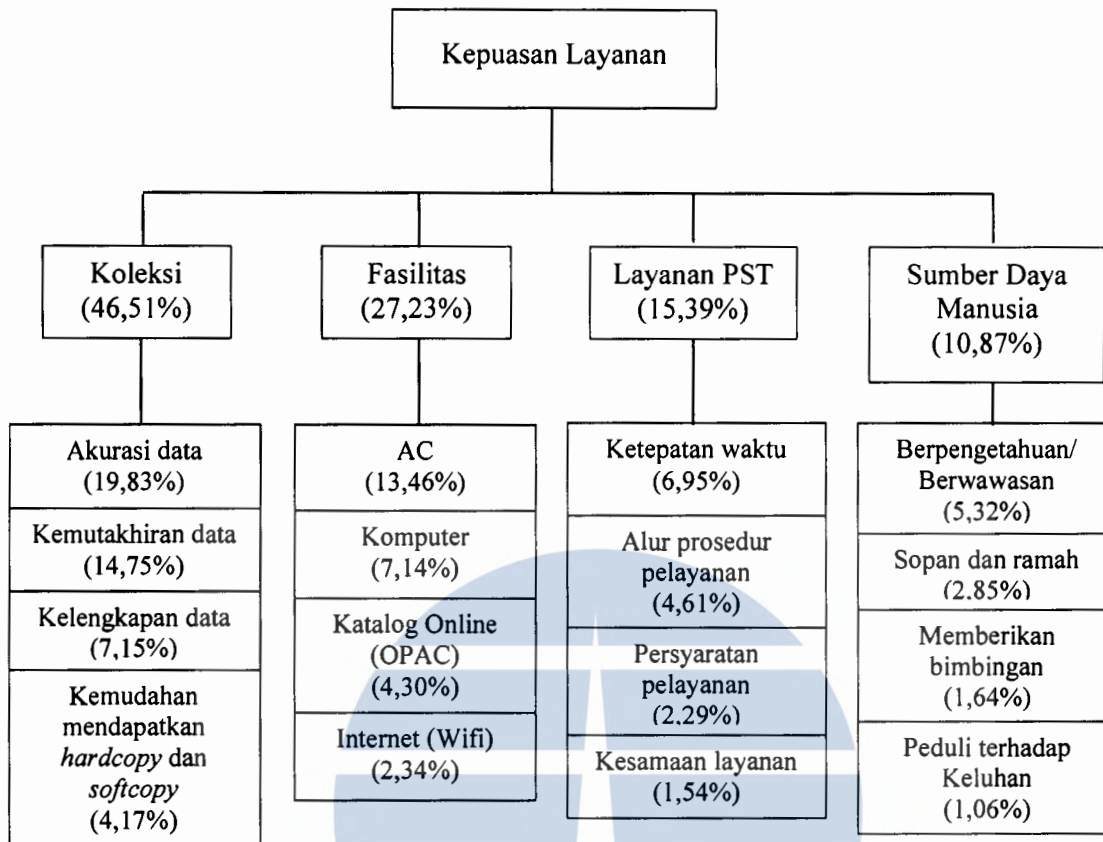 Kepuasan Layanan
Koleksi
(46,51%)
Fasilitas
(27,23%)
Layanan PST
(15,39%)
Sumber Daya
Manusia
(10,87%)
Akurasi data
(19,83%)
Kemutakhiran data
(14,75%)
Kelengkapan data
(7,15%)
Kemudahan
mendapatkan
hardcopy dan
softcopy
(4,17%)
AC
(13,46%)
Komputer
(7,14%)
Katalog Online
(OPAC)
(4,30%)
Internet (Wifi)
(2,34%)
Ketepatan waktu
(6,95%)
Alur prosedur
pelayanan
(4,61%)
Persyaratan
pelayanan
(2,29%)
Kesamaan layanan
(1,54%)
Berpengetahuan/
Berwawasan
(5,32%)
Sopan dan ramah
(2.85%)
Memberikan
bimbingan
(1,64%)
Peduli terhadap
Keluhan
(1,06%)